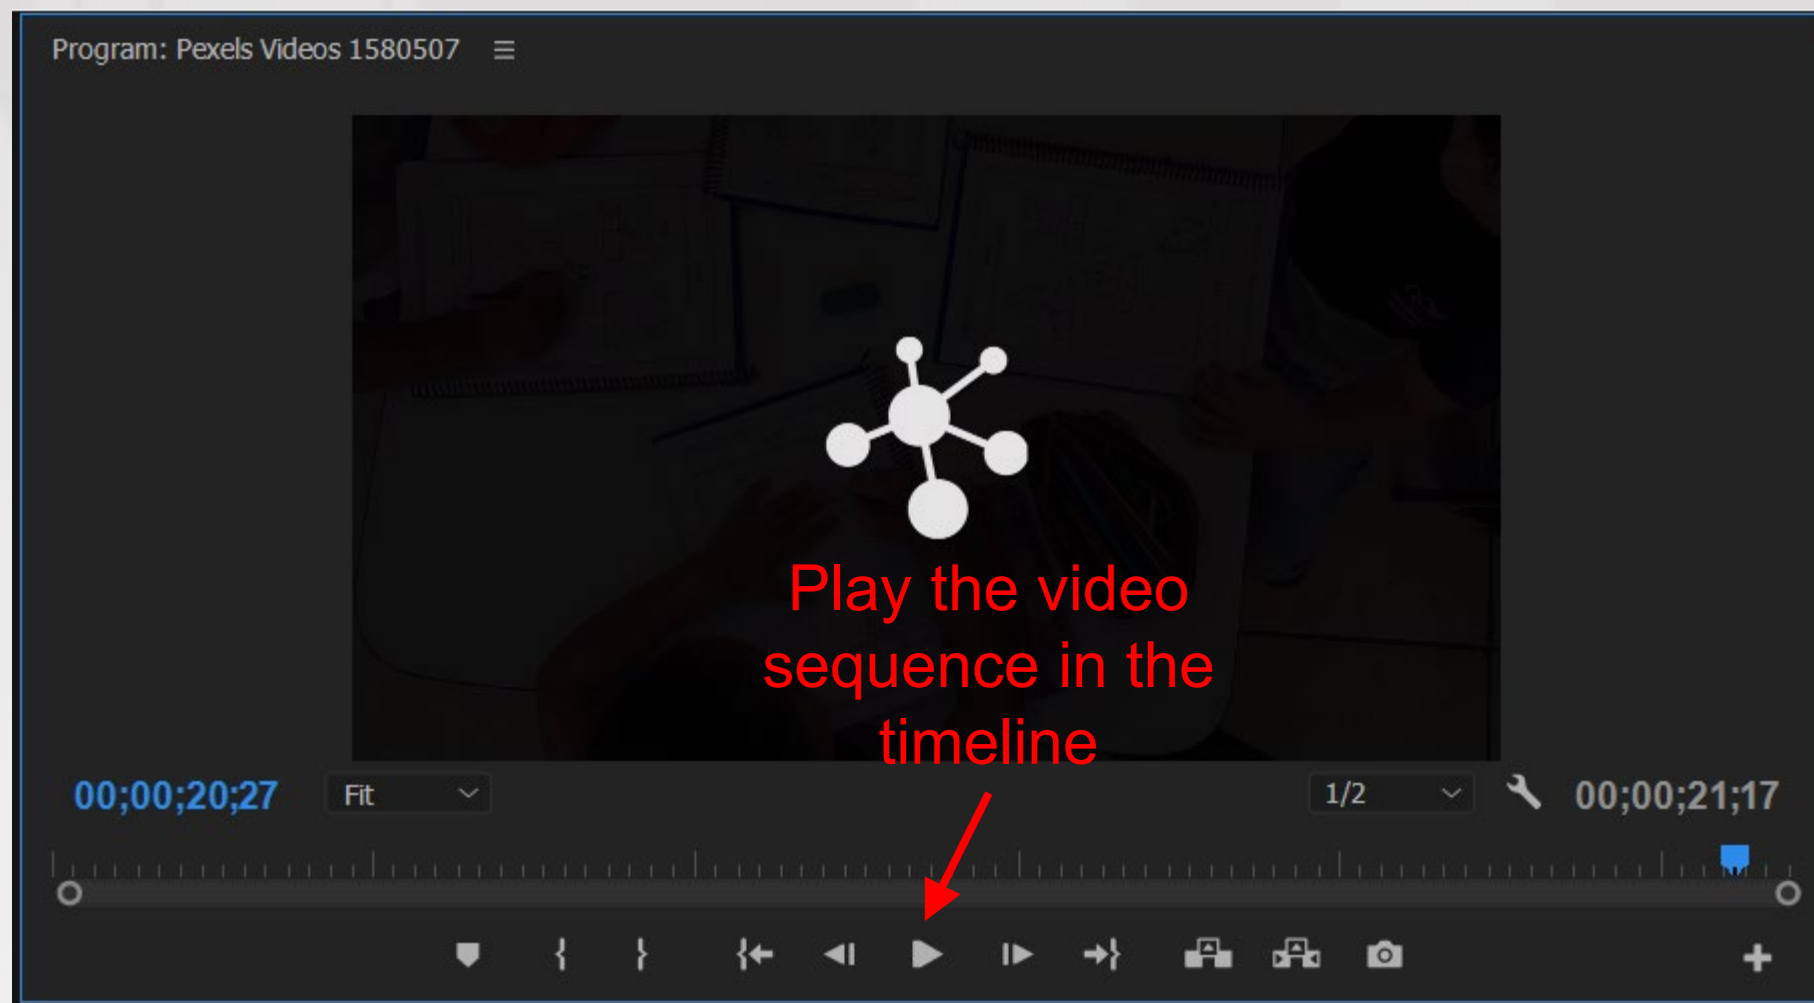 Program: Pexels Videos 1580507
Play the video
sequence in the
timeline
00;00;20;27 Fit 1/2 00;00;21;17